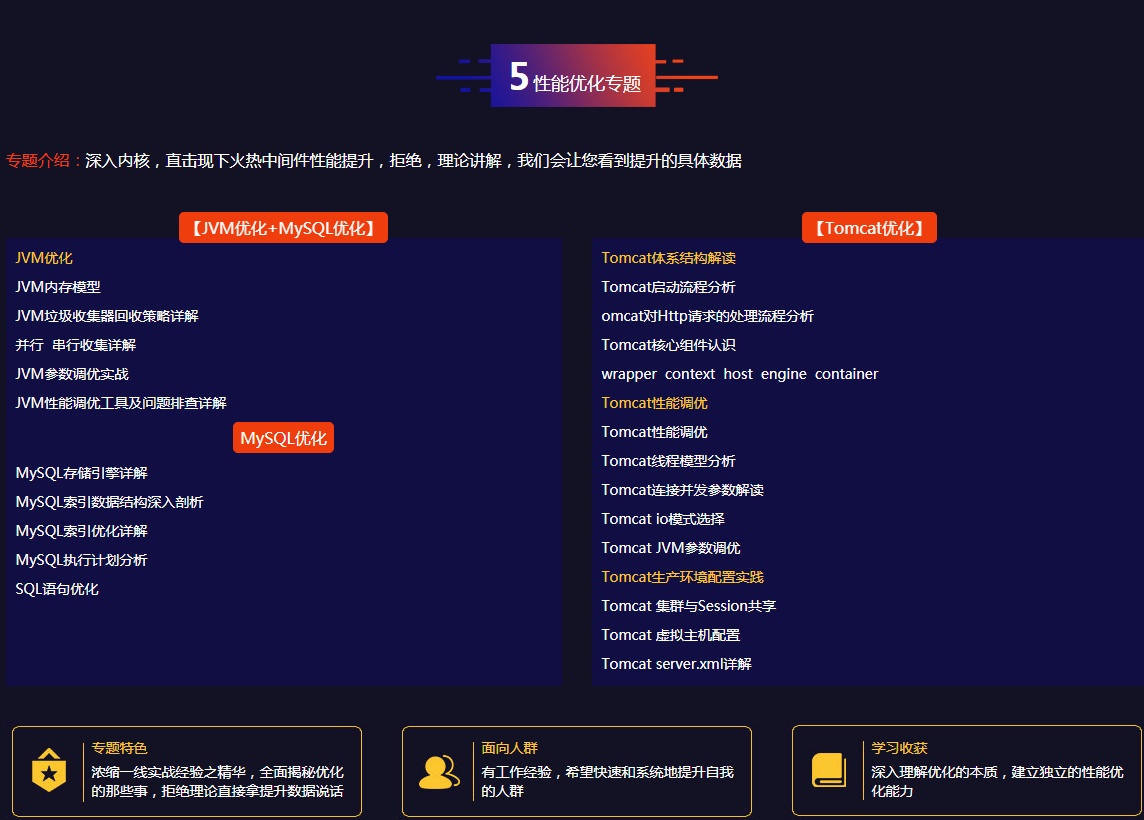 5 性能优化专题
专题介绍：深入内核，直击现下火热中间件性能提升，拒绝，理论讲解，我们会让您看到提升的具体数据
【JVM优化+MySQL优化】
JVM优化
JVM内存模型
JVM垃圾收集器回收策略详解
并行 串行收集详解
JVM参数调优实战
JVM性能调优工具及问题排查详解
MySQL优化
MySQL存储引擎详解
MySQL索引数据结构深入剖析
MySQL索引优化详解
MySQL执行计划分析
SQL语句优化
【Tomcat优化】
Tomcat体系结构解读
Tomcat启动流程分析
omcat对Http请求的处理流程分析
Tomcat核心组件认识
wrapper context host engine container
Tomcat性能调优
Tomcat性能调优
Tomcat线程模型分析
Tomcat连接并发参数解读
Tomcat io模式选择
Tomcat JVM参数调优
Tomcat生产环境配置实践
Tomcat 集群与Session共享
Tomcat 虚拟主机配置
Tomcat server.xml详解
专题特色
浓缩一线实战经验之精华，全面揭秘优化
的那些事，拒绝理论直接拿提升数据说话
面向人群
有工作经验，希望快速和系统地提升自我
的人群
学习收获
深入理解优化的本质，建立独立的性能优
化能力